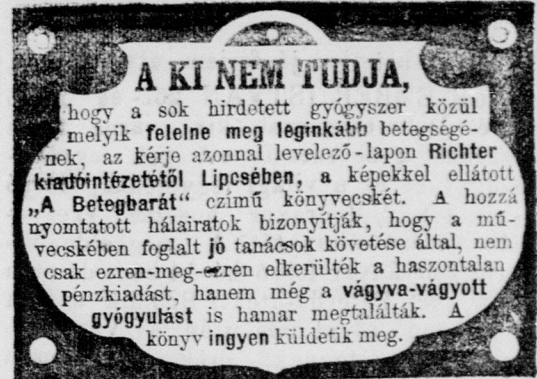 A KI NEM TUDJA,
hogy a sok hirdetett gyógyszer közül
melyik felelne meg leginkább betegségé-
nek, az kérje azonnal levelező-lapon Richter
kiadóintézetétől Lipcsében, a képekkel ellátott
„A Betegbarát“ czímű könyvecskét. A hozzá
nyomtatott hálairatok bizonyítják, hogy a mű-
vecskében foglalt jó tanácsok követése által, nem
csak ezren-meg-ezren elkerülték a haszontalan
pénzkiadást, hanem még a vágyva-vágyott
gyógyulást is hamar megtalálták. A
könyv ingyen küldetik meg.